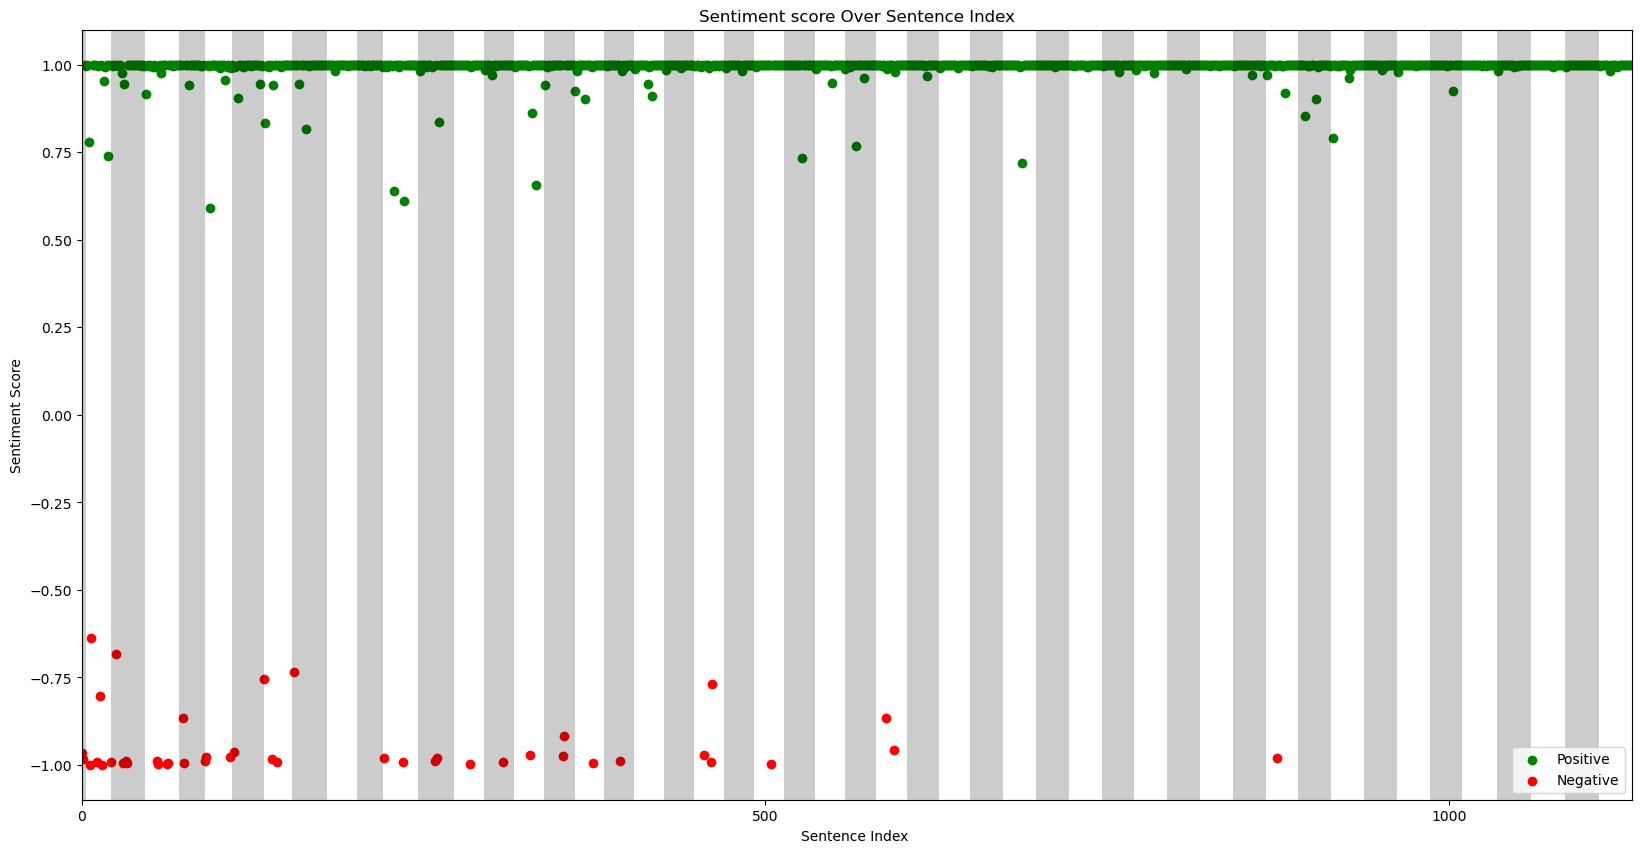 Sentiment score Over Sentence Index
Sentiment Score
1.00
0.75
0.50
0.25
0.00
−0.25
−0.50
−0.75
−1.00
Positive
Negative
0
500
1000
Sentence Index